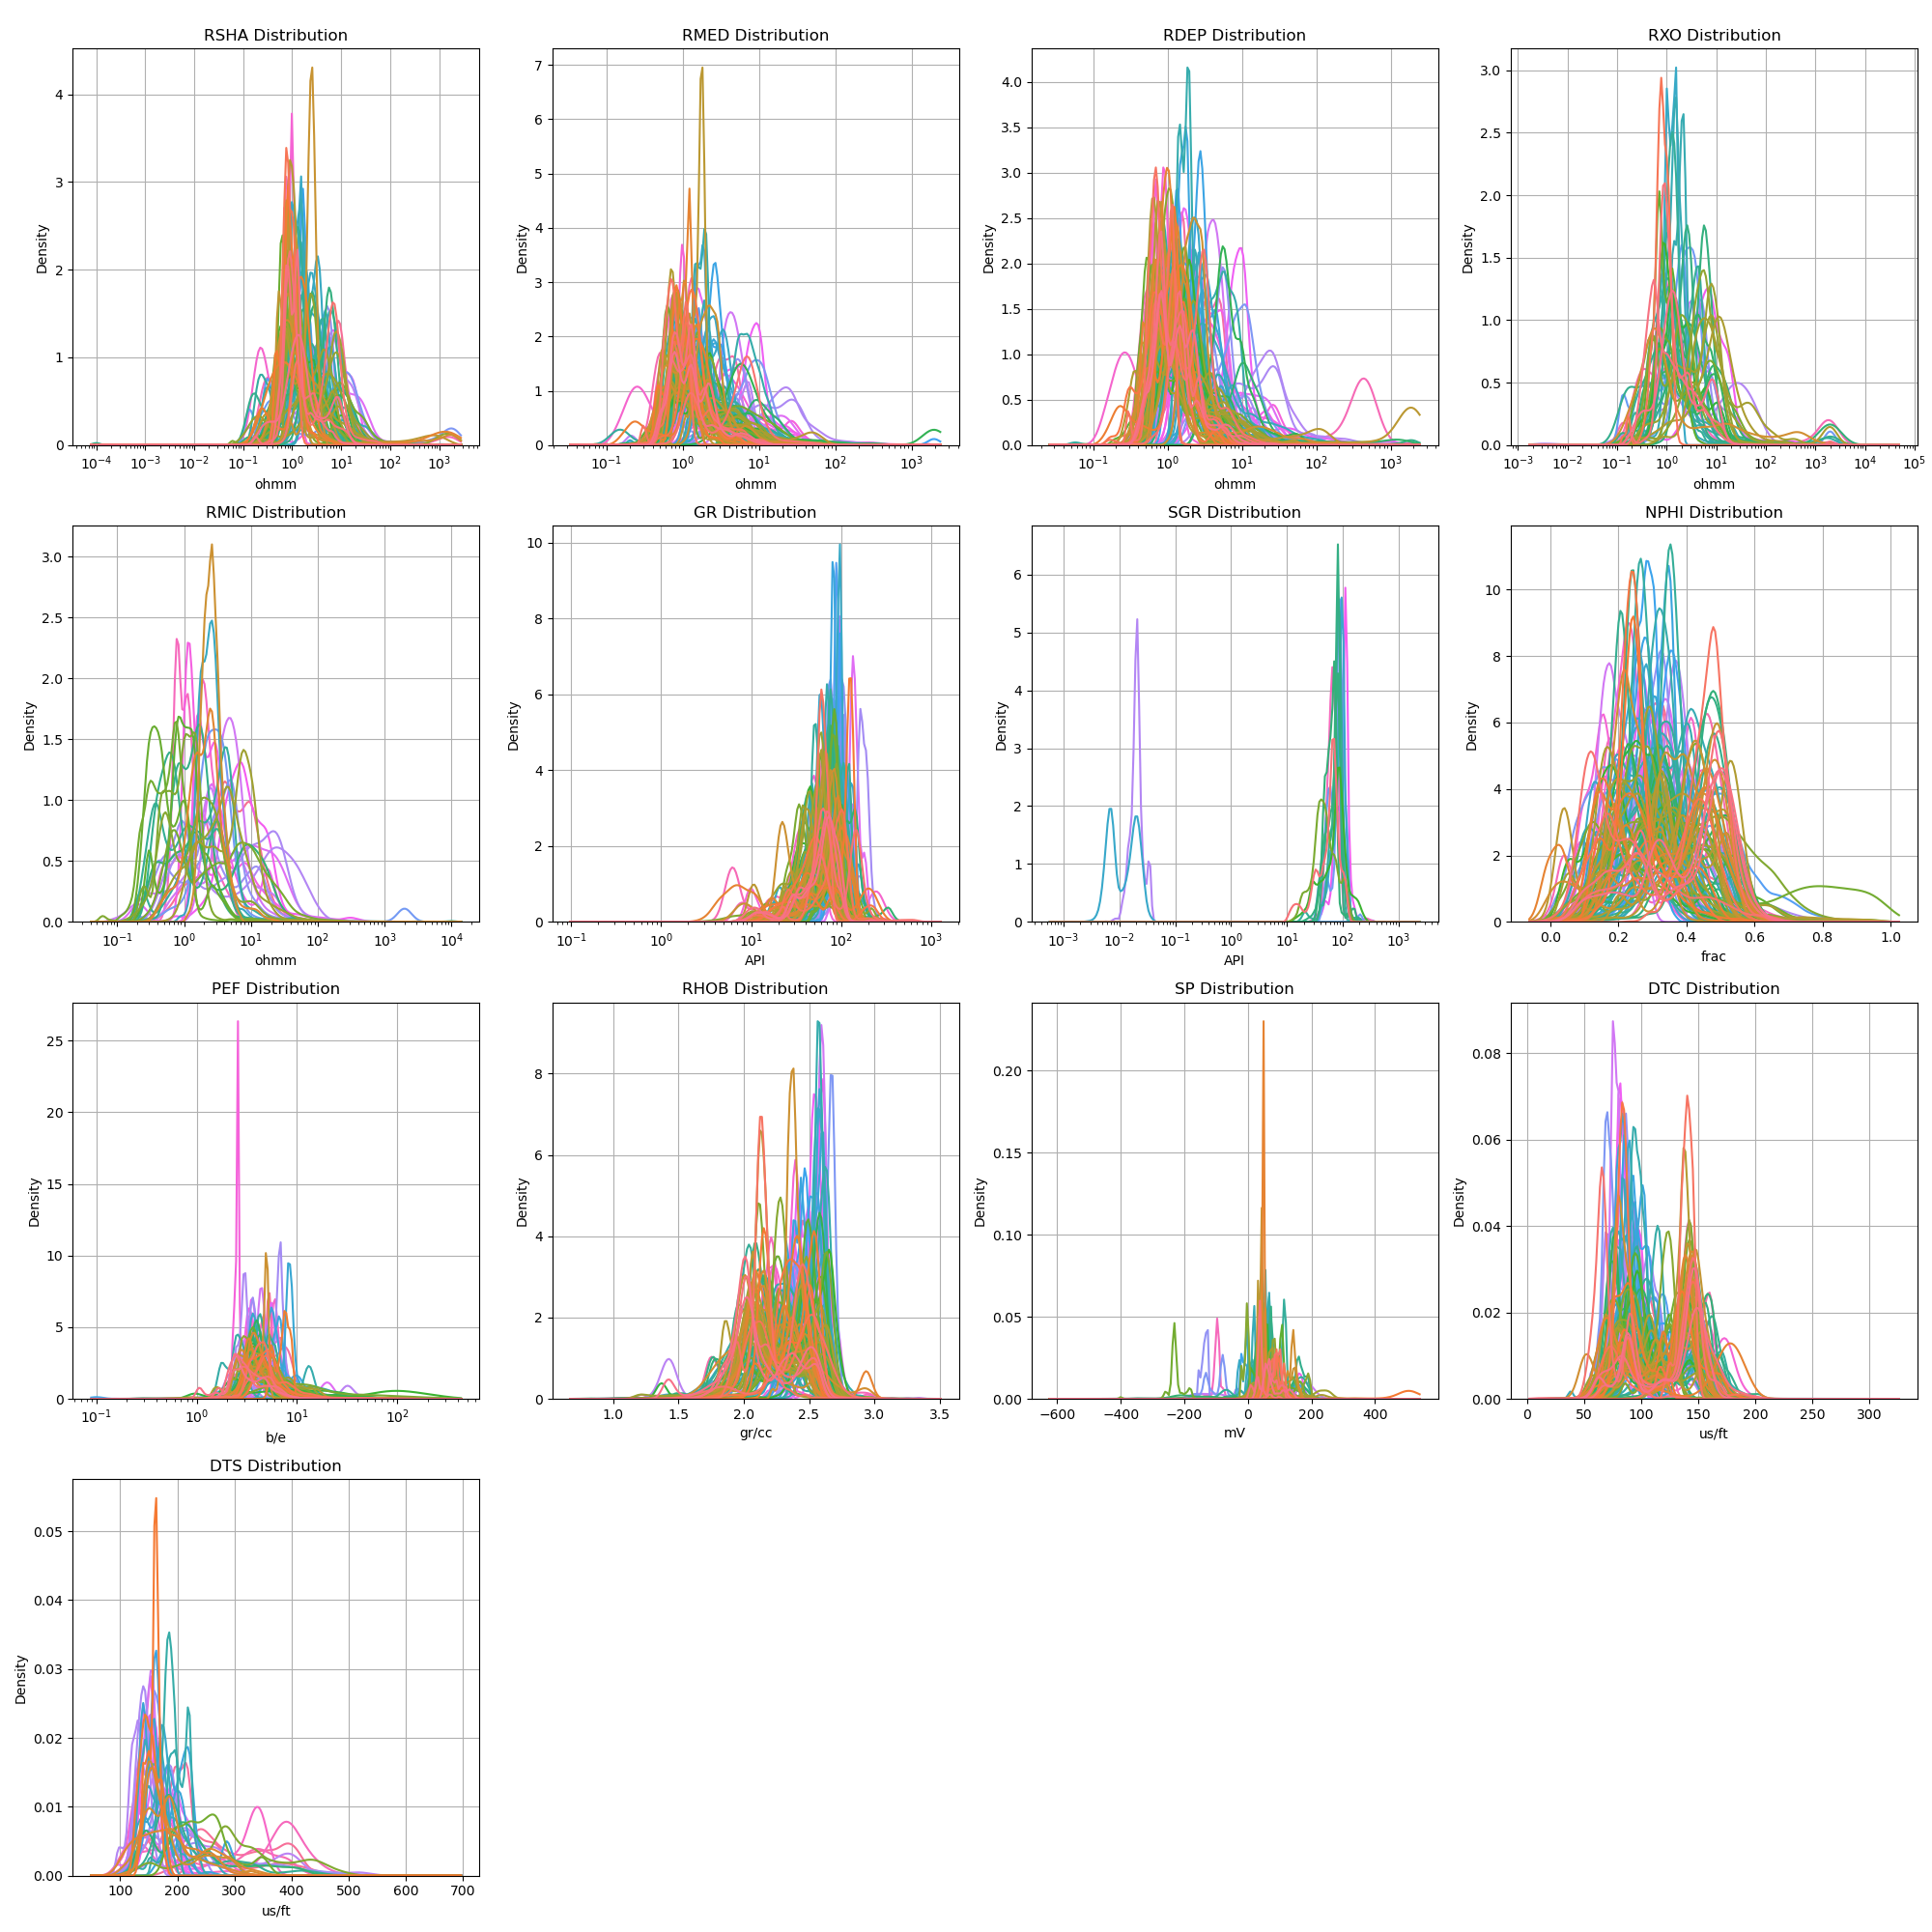 RSHA Distribution
Density
4
3
2
1
0
10⁻⁴ 10⁻³ 10⁻² 10⁻¹ 10⁰ 10¹ 10² 10³
ohmm
RMED Distribution
Density
7
6
5
4
3
2
1
0
10⁻¹ 10⁰ 10¹ 10² 10³
ohmm
RDEP Distribution
Density
4.0
3.5
3.0
2.5
2.0
1.5
1.0
0.5
0.0
10⁻¹ 10⁰ 10¹ 10² 10³
ohmm
RXO Distribution
Density
3.0
2.5
2.0
1.5
1.0
0.5
0.0
10⁻³ 10⁻² 10⁻¹ 10⁰ 10¹ 10² 10³ 10⁴ 10⁵
ohmm
RMIC Distribution
Density
3.0
2.5
2.0
1.5
1.0
0.5
0.0
10⁻¹ 10⁰ 10¹ 10² 10³ 10⁴
ohmm
GR Distribution
Density
10
8
6
4
2
0
10⁻¹ 10⁰ 10¹ 10² 10³
API
SGR Distribution
Density
6
5
4
3
2
1
0
10⁻³ 10⁻² 10⁻¹ 10⁰ 10¹ 10² 10³
API
NPHI Distribution
Density
10
8
6
4
2
0
0.0 0.2 0.4 0.6 0.8 1.0
frac
PEF Distribution
Density
25
20
15
10
5
0
10⁻¹ 10⁰ 10¹ 10²
b/e
RHOB Distribution
Density
8
6
4
2
0
1.0 1.5 2.0 2.5 3.0 3.5
gr/cc
SP Distribution
Density
0.20
0.15
0.10
0.05
0.00
−600 −400 −200 0 200 400
mV
DTC Distribution
Density
0.08
0.06
0.04
0.02
0.00
0 50 100 150 200 250 300
us/ft
DTS Distribution
Density
0.05
0.04
0.03
0.02
0.01
0.00
100 200 300 400 500 600 700
us/ft